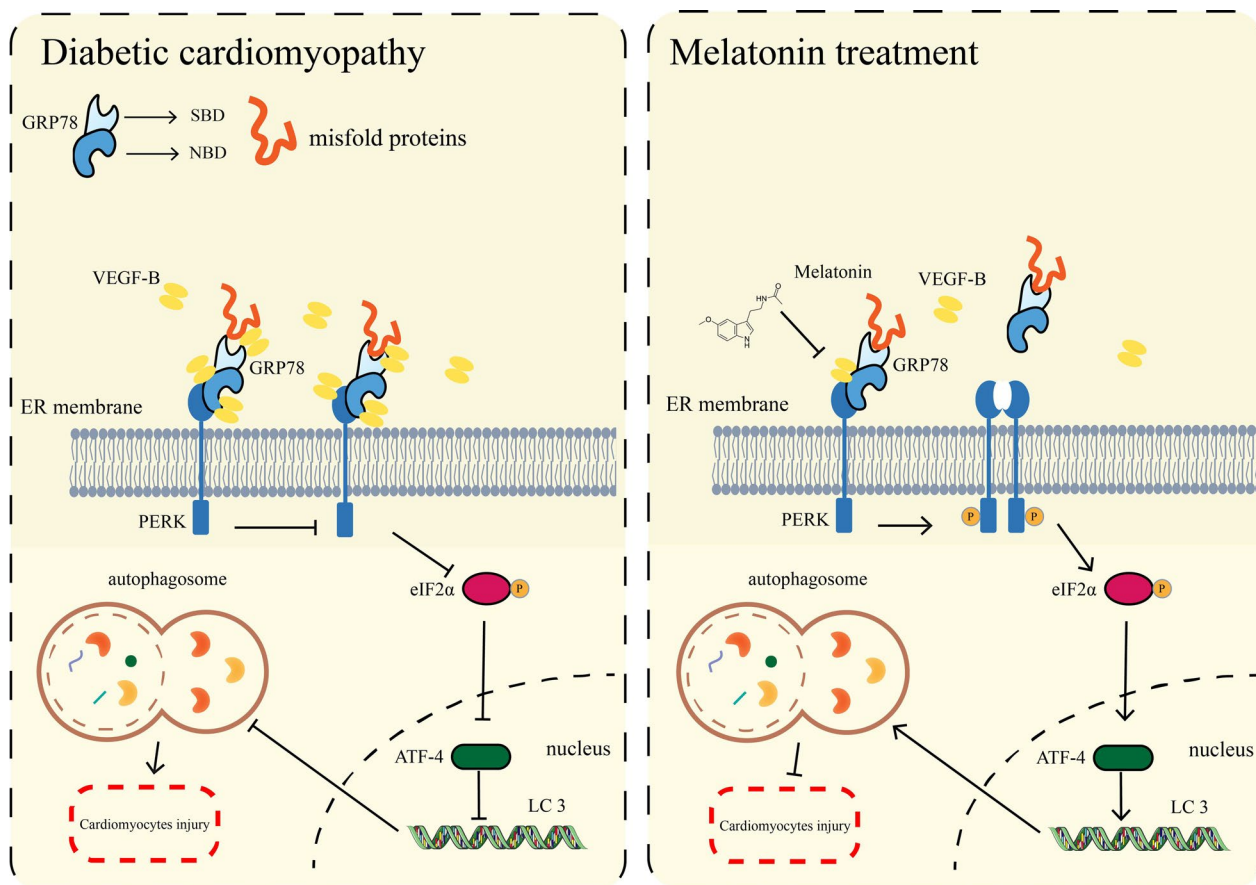 Diabetic cardiomyopathy
GRP78
SBD
NBD
misfold proteins
VEGF-B
GRP78
ER membrane
PERK
autophagosome
eIF2α
P
nucleus
ATF-4
LC 3
Cardiomyocytes injury
Melatonin treatment
Melatonin
VEGF-B
O
HN
O
N
H
GRP78
ER membrane
PERK
P
P
autophagosome
eIF2α
P
nucleus
ATF-4
LC 3
Cardiomyocytes injury